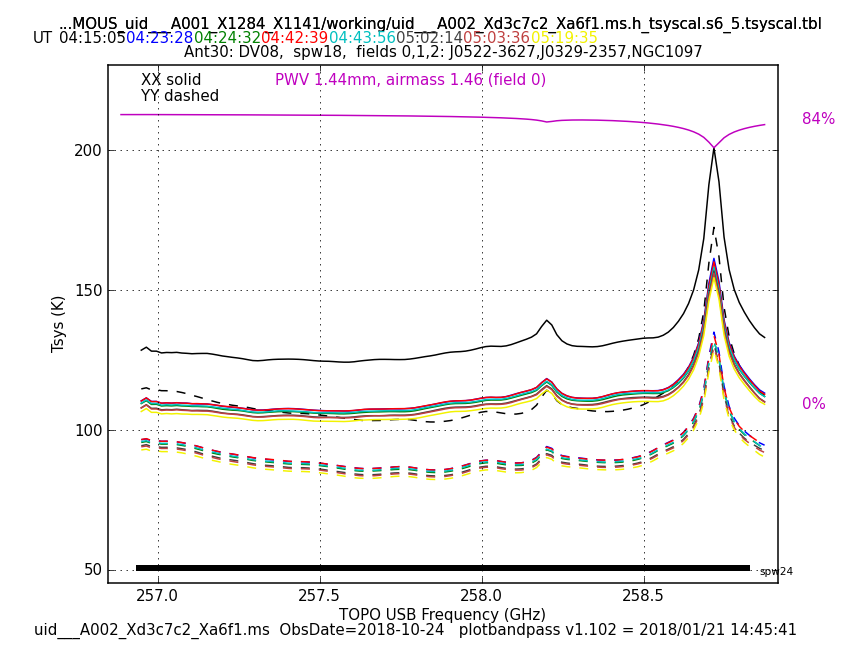 ...MOUS_uid___A001_X1284_X1141/working/uid___A002_Xd3c7c2_Xa6f1.ms.h_tsyscal.s6_5.tsyscal.tbl
UT 04:15:05 04:23:28 04:24:32 04:42:39 04:43:56 05:02:14 05:03:36 05:19:35
Ant30: DV08, spw18, fields 0,1,2: J0522-3627,J0329-2357,NGC1097
XX solid
PWV 1.44mm, airmass 1.46 (field 0)
YY dashed
84%
200
150
Tsys (K)
0%
100
50
spw24
257.0 257.5 258.0 258.5
TOPO USB Frequency (GHz)
uid___A002_Xd3c7c2_Xa6f1.ms ObsDate=2018-10-24 plotbandpass v1.102 = 2018/01/21 14:45:41